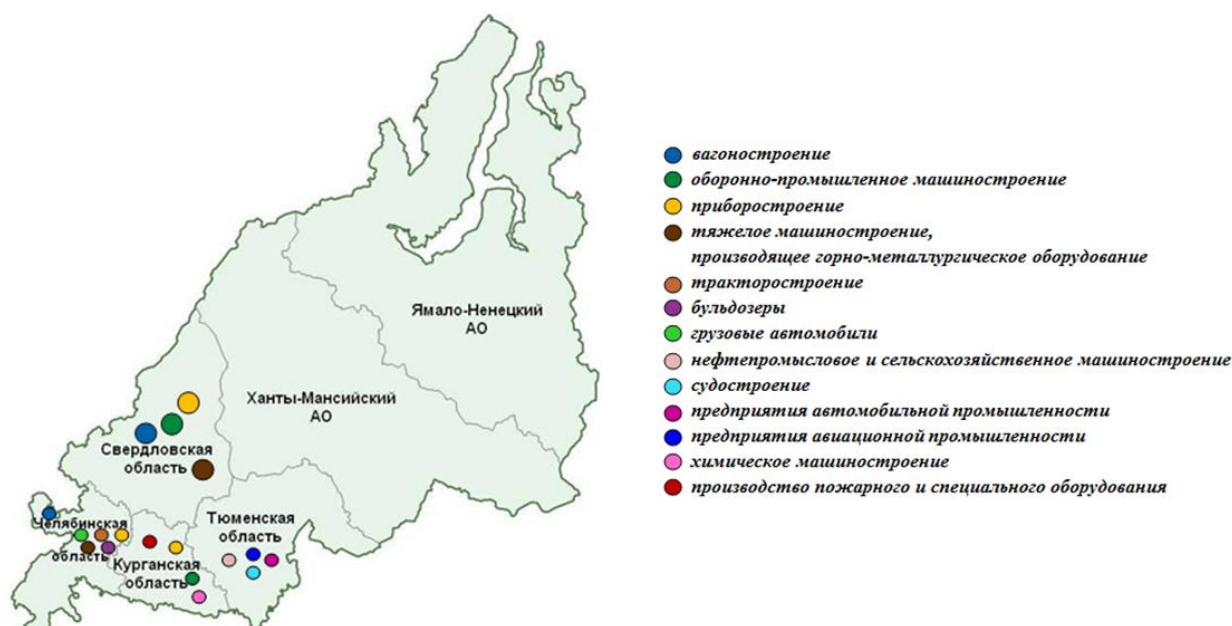 Ямало-Ненецкий
АО
Ханты-Мансийский
АО
Свердловская
область
Челябинская
область
Тюменская
область
Курганская
область
вагоностроение
оборонно-промышленное машиностроение
приборостроение
тяжелое машиностроение,
производящее горно-металлургическое оборудование
тракторостроение
бульдозеры
грузовые автомобили
нефтепромысловое и сельскохозяйственное машиностроение
судостроение
предприятия автомобильной промышленности
предприятия авиационной промышленности
химическое машиностроение
производство пожарного и специального оборудования